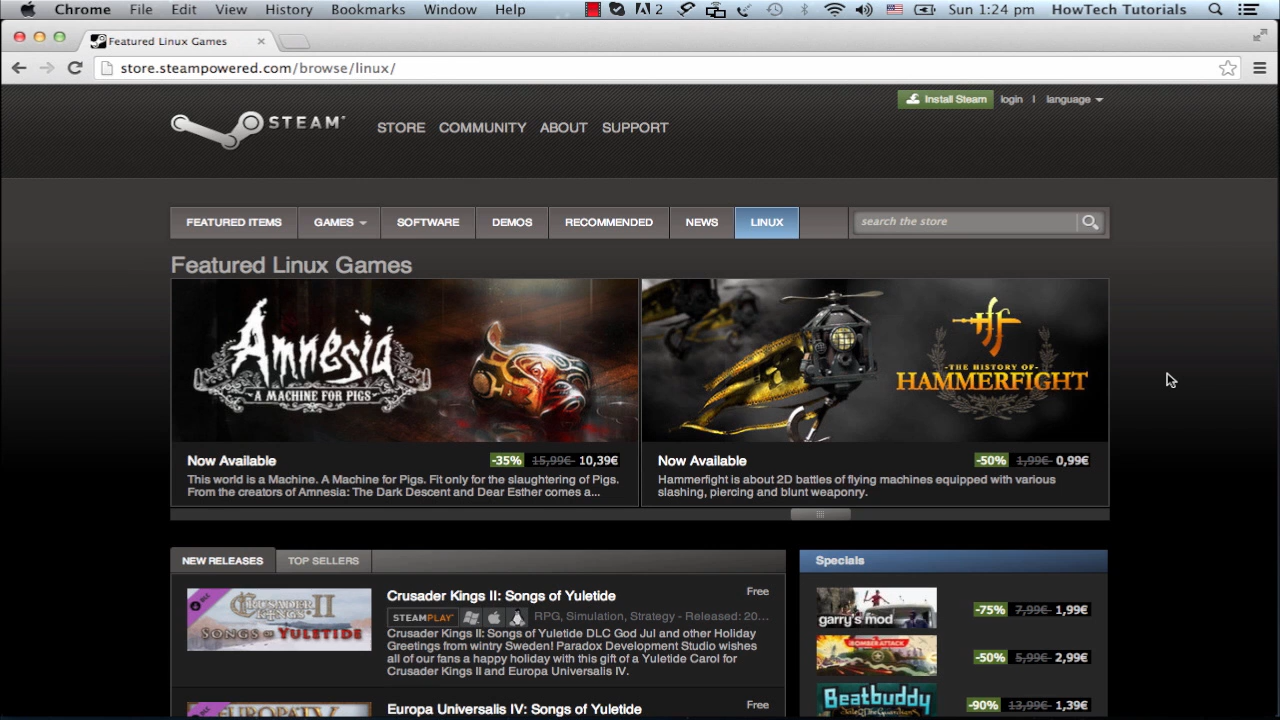 Chrome File Edit View History Bookmarks Window Help 2 Sun 1:24 pm HowTech Tutorials
Featured Linux Games
store.steampowered.com/browse/linux/
Install Steam login | language
STEAM
STORE COMMUNITY ABOUT SUPPORT
FEATURED ITEMS GAMES SOFTWARE DEMOS RECOMMENDED NEWS LINUX search the store
Featured Linux Games
Amnesia
A MACHINE FOR PIGS
THE HISTORY OF
HAMMERFIGHT
Now Available -35% 15,99€ 10,39€
This world is a Machine. A Machine for Pigs. Fit only for the slaughtering of Pigs.
From the creators of Amnesia: The Dark Descent and Dear Esther comes a...
Now Available -50% 1,99€ 0,99€
Hammerfight is about 2D battles of flying machines equipped with various
slashing, piercing and blunt weaponry.
NEW RELEASES TOP SELLERS
Crusader Kings II: Songs of Yuletide Free
STEAMPLAY RPG, Simulation, Strategy - Released: 20...
Crusader Kings II: Songs of Yuletide DLC God Jul and other Holiday
Greetings from wintry Sweden! Paradox Development Studio wishes
all of our fans a happy holiday with this gift of a Yuletide Carol for
Crusader Kings II and Europa Universalis IV.
CRUSADER KINGS II
SONGS OF YULETIDE
Europa Universalis IV: Songs of Yuletide Free
Specials
garry's mod -75% 7,99€ 1,99€
BOMBER ATTACK -50% 5,99€ 2,99€
Beatbuddy -90% 13,99€ 1,39€